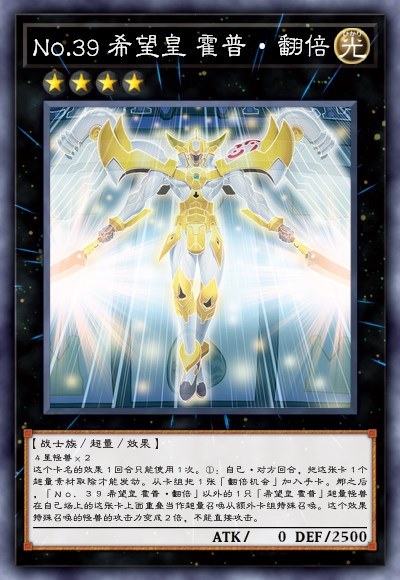 No.39 希望皇 霍普・翻倍
光
39
【战士族／超量／效果】
4星怪兽×2
这个卡名的效果1回合只能使用1次。①：自己·对方回合，把这张卡1个
超量素材取除才能发动。从卡组把1张「翻倍机会」加入手卡。那之后
，「No. 39 希望皇 霍普・翻倍」以外的1只「希望皇 霍普」超量怪兽
在自己场上的这张卡上面重叠当作超量召唤从额外卡组特殊召唤。这个效果
特殊召唤的怪兽的攻击力变成2倍，不能直接攻击。
ATK/ 0 DEF/2500